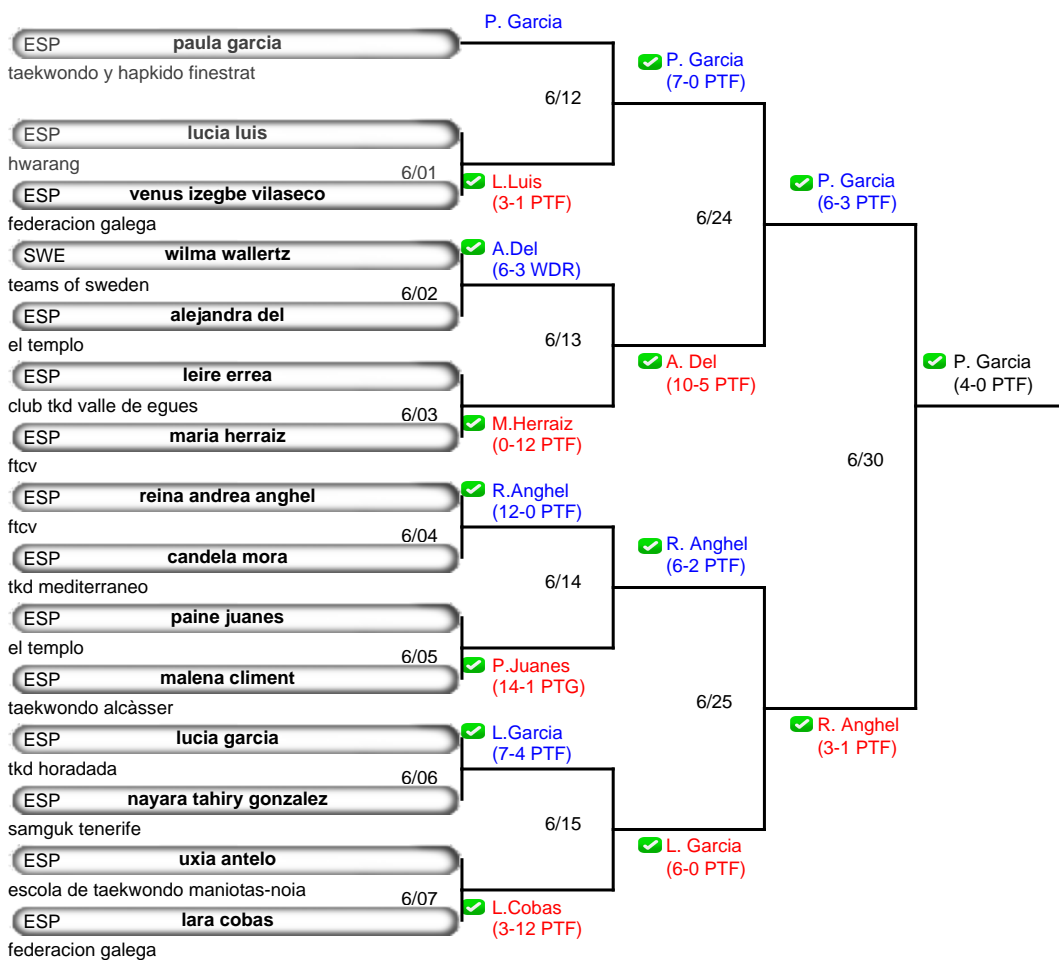 P. Garcia
ESP paula garcia
taekwondo y hapkido finestrat
P. Garcia
(7-0 PTF)
6/12
ESP lucia luis
hwarang
6/01
L.Luis
(3-1 PTF)
ESP venus izegbe vilaseco
federacion galega
P. Garcia
(6-3 PTF)
6/24
SWE wilma wallertz
teams of sweden
A.Del
(6-3 WDR)
6/02
ESP alejandra del
el templo
6/13
A. Del
(10-5 PTF)
ESP leire errea
club tkd valle de egues
6/03
M.Herraiz
(0-12 PTF)
ESP maria herraiz
ftcv
P. Garcia
(4-0 PTF)
6/30
ESP reina andrea anghel
ftcv
R.Anghel
(12-0 PTF)
6/04
ESP candela mora
tkd mediterraneo
R. Anghel
(6-2 PTF)
6/14
ESP paine juanes
el templo
6/05
P.Juanes
(14-1 PTG)
ESP malena climent
taekwondo alcàsser
6/25
R. Anghel
(3-1 PTF)
ESP lucia garcia
tkd horadada
L.Garcia
(7-4 PTF)
6/06
ESP nayara tahiry gonzalez
samguk tenerife
6/15
L. Garcia
(6-0 PTF)
ESP uxia antelo
escola de taekwondo maniotas-noia
6/07
L.Cobas
(3-12 PTF)
ESP lara cobas
federacion galega